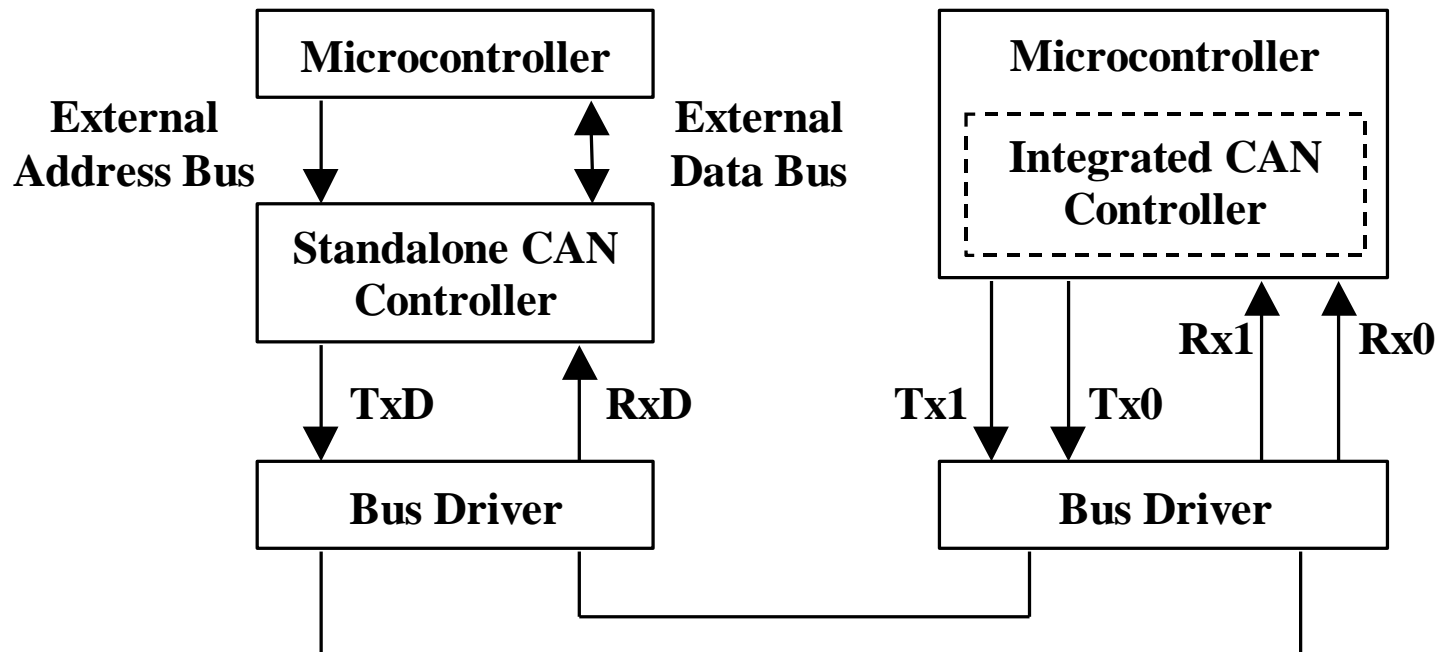 Microcontroller
External
Address Bus
External
Data Bus
Standalone CAN
Controller
TxD
RxD
Bus Driver
Microcontroller
Integrated CAN
Controller
Tx1
Tx0
Rx1
Rx0
Bus Driver